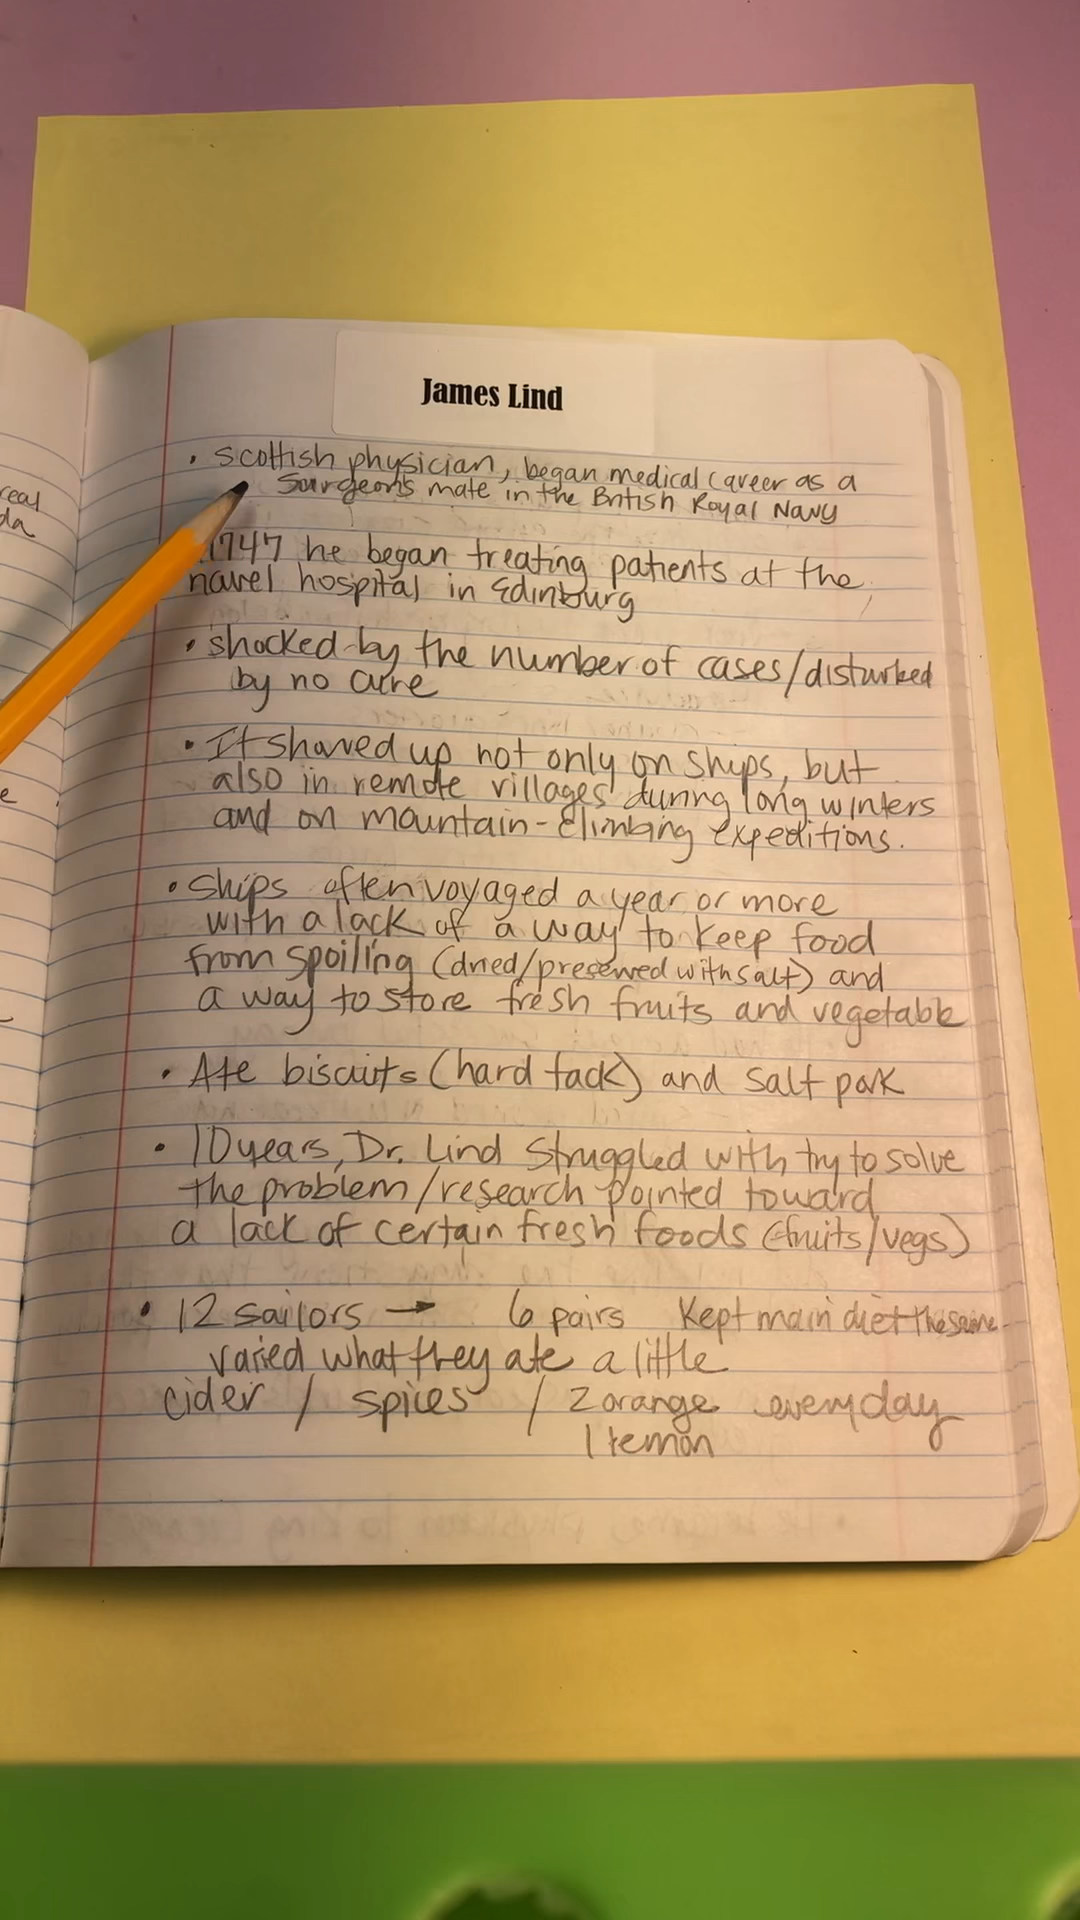 James Lind
• Scottish physician, began medical career as a
Surgeon's mate in the British Royal Navy
1747 he began treating patients at the
navel hospital in Edinburg
• shocked by the number of cases/disturbed
by no cure
• It showed up not only on ships, but
also in remote villages during long winters
and on mountain-climbing expeditions.
• Ships often voyaged a year or more
with a lack of a way to keep food
from spoiling (dried/preserved with salt) and
a way to store fresh fruits and vegetable
• Ate biscuits (hard tack) and salt pork
• 10 years, Dr. Lind struggled with try to solve
the problem/research pointed toward
a lack of certain fresh foods (fruits/vegs)
• 12 sailors → 6 pairs Kept main diet the same
varied what they ate a little
cider / spices / 2 orange everyday
1 lemon
real
da
e